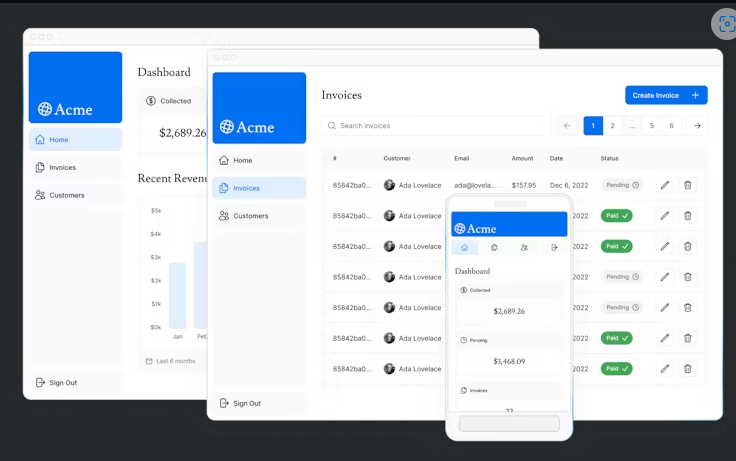 Acme
Home
Invoices
Customers
Sign Out
Dashboard
Collected
$2,689.26
Recent Revenu
$5k
$4k
$3k
$2k
$1k
$0k
Jan
Feb
Last 6 months
Acme
Home
Invoices
Customers
Sign Out
Invoices
Create Invoice +
Search invoices
← 1 2 ... 5 6 →
# Customer Email Amount Date Status
85842ba0... Ada Lovelace ada@lovela... $157.95 Dec 6, 2022 Pending
85842ba0... Ada Lovelace 2022 Paid
85842ba0... Ada Lovelace 2022 Paid
85842ba0... Ada Lovelace 2022 Pending
85842ba0... Ada Lovelace 2022 Pending
85842ba0... Ada Lovelace 2022 Paid
85842ba0... Ada Lovelace 2022 Paid
Acme
Dashboard
Collected
$2,689.26
Pending
$3,468.09
Invoices